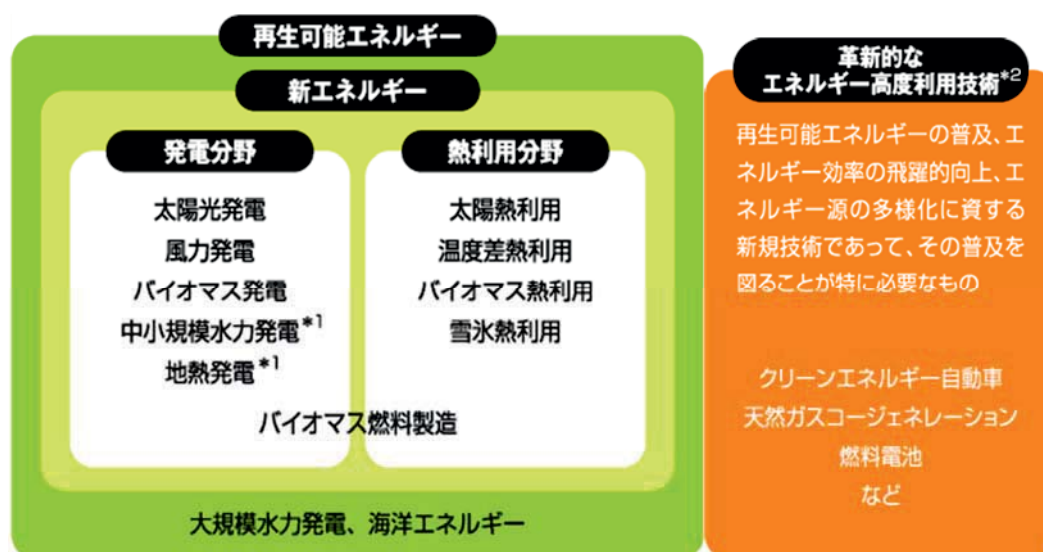 再生可能エネルギー
新エネルギー
発電分野
太陽光発電
風力発電
バイオマス発電
中小規模水力発電*1
地熱発電*1
熱利用分野
太陽熱利用
温度差熱利用
バイオマス熱利用
雪氷熱利用
バイオマス燃料製造
大規模水力発電、海洋エネルギー
革新的な
エネルギー高度利用技術*2
再生可能エネルギーの普及、エ
ネルギー効率の飛躍的向上、エ
ネルギー源の多様化に資する
新規技術であって、その普及を
図ることが特に必要なもの
クリーンエネルギー自動車
天然ガスコージェネレーション
燃料電池
など